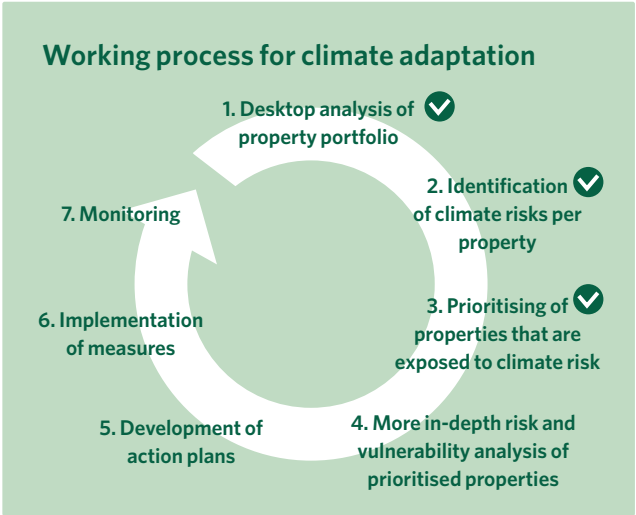 Working process for climate adaptation
1. Desktop analysis of
property portfolio
2. Identification
of climate risks per
property
3. Prioritising of
properties that are
exposed to climate risk
4. More in-depth risk and
vulnerability analysis of
prioritised properties
5. Development of
action plans
6. Implementation
of measures
7. Monitoring